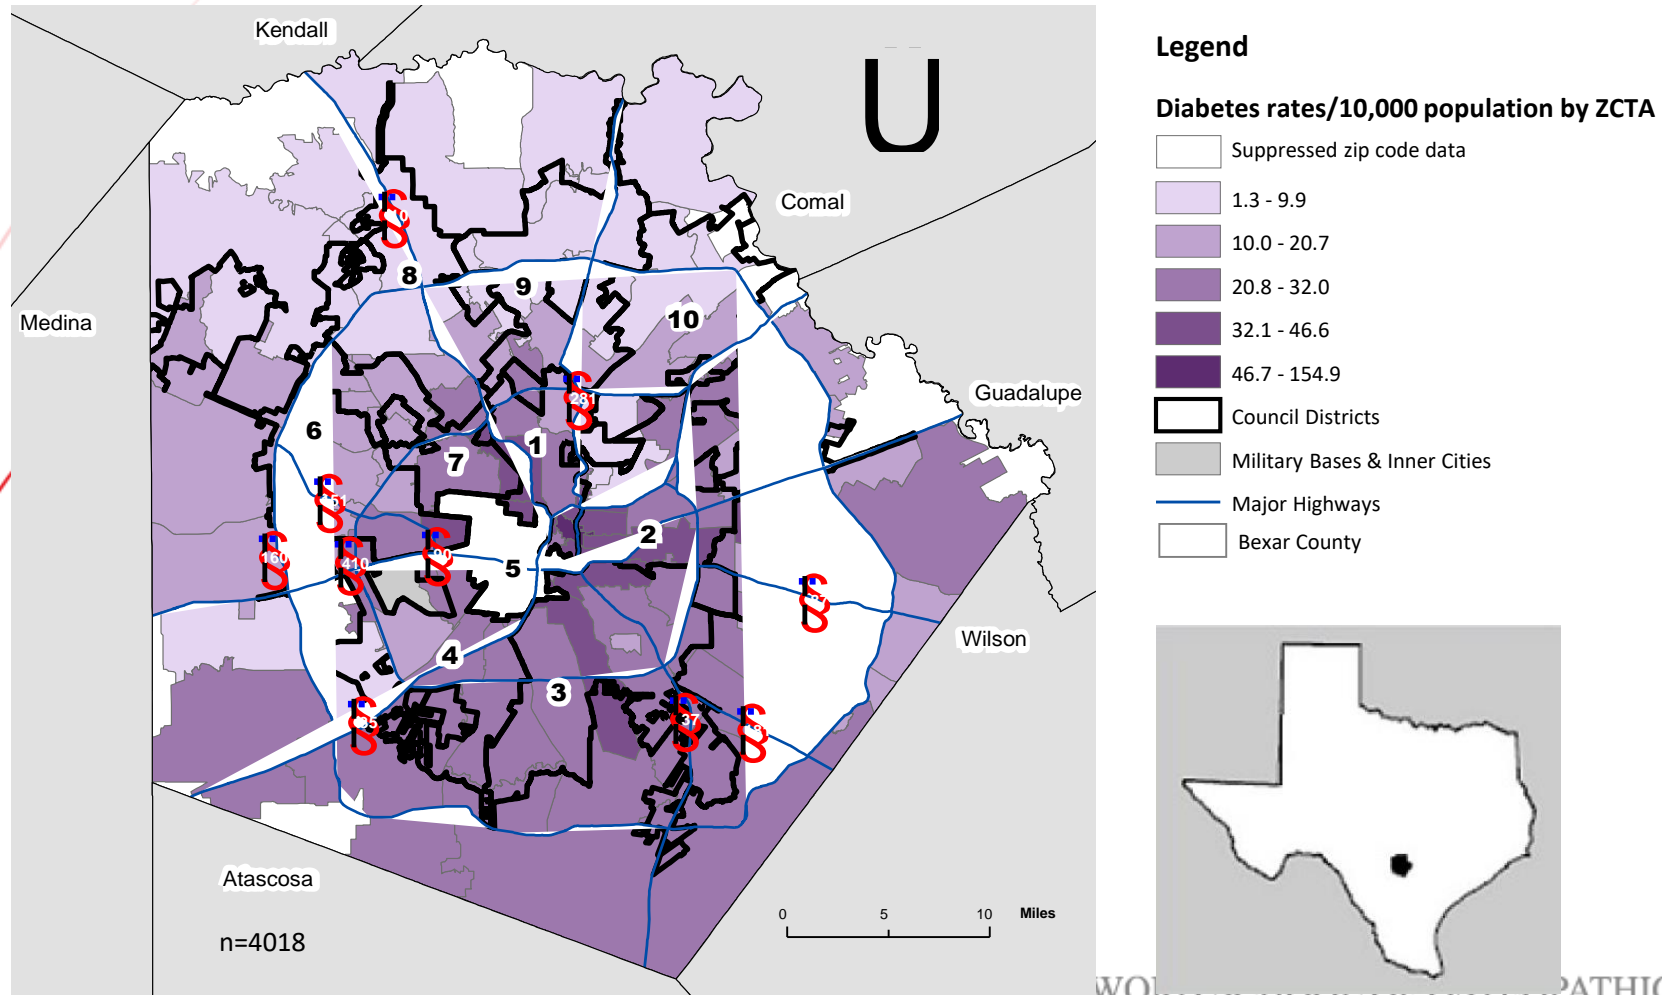 Kendall
U
Comal
Medina
Guadalupe
Wilson
Atascosa
8
9
10
281
6
1
7
2
5
160
410
90
4
3
37
n=4018
0 5 10 Miles
Legend
Diabetes rates/10,000 population by ZCTA
Suppressed zip code data
1.3 - 9.9
10.0 - 20.7
20.8 - 32.0
32.1 - 46.6
46.7 - 154.9
Council Districts
Military Bases & Inner Cities
Major Highways
Bexar County